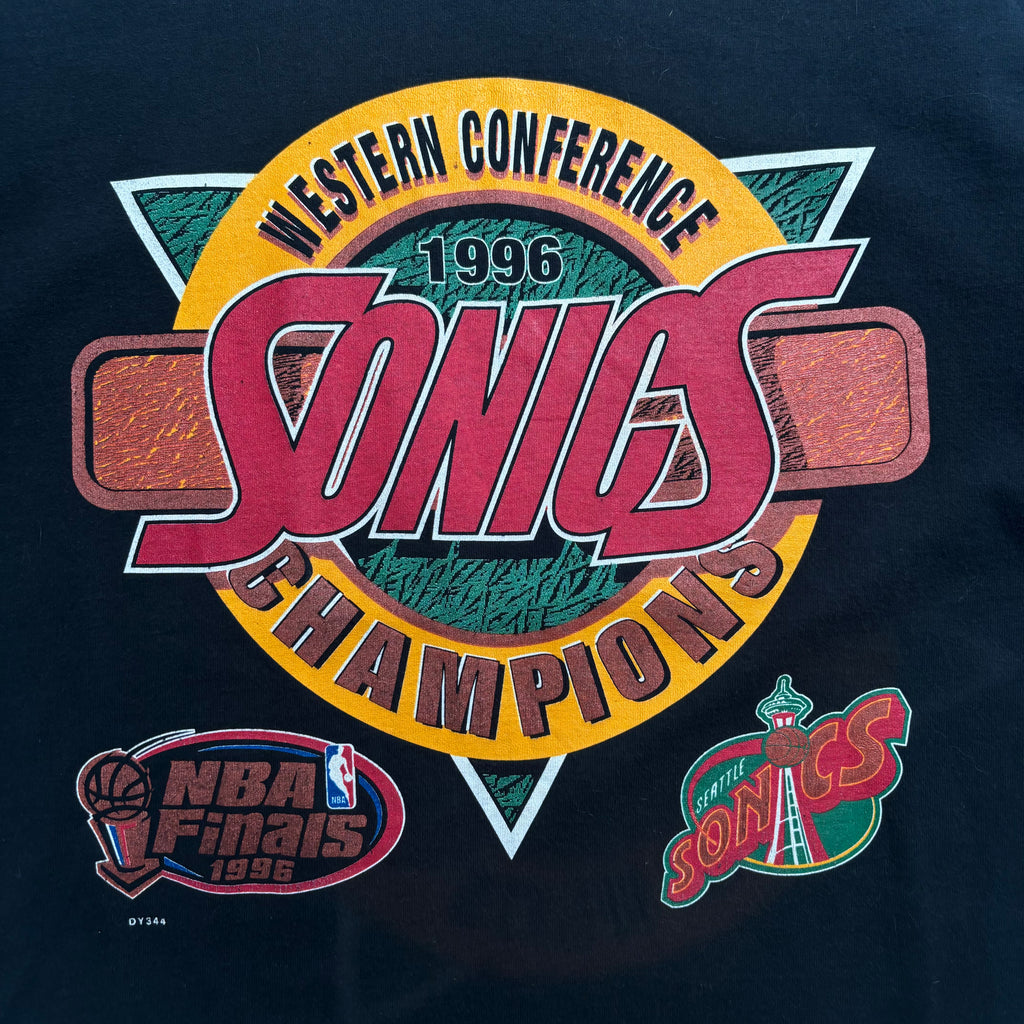 WESTERN CONFERENCE
1996
SONICS
CHAMPIONS
NBA
NBA
Finals
1996
SEATTLE
SONICS
DY344